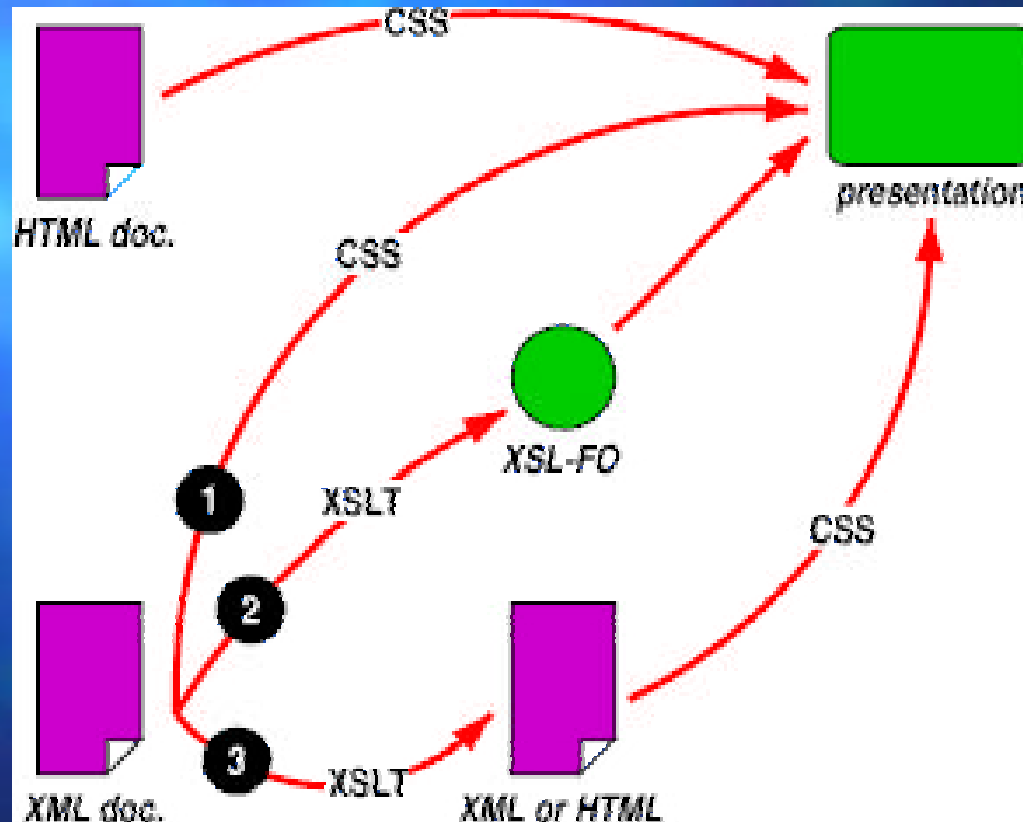 CSS
presentation
HTML doc.
CSS
XSL-FO
1
XSLT
CSS
2
3
XSLT
XML doc.
XML or HTML